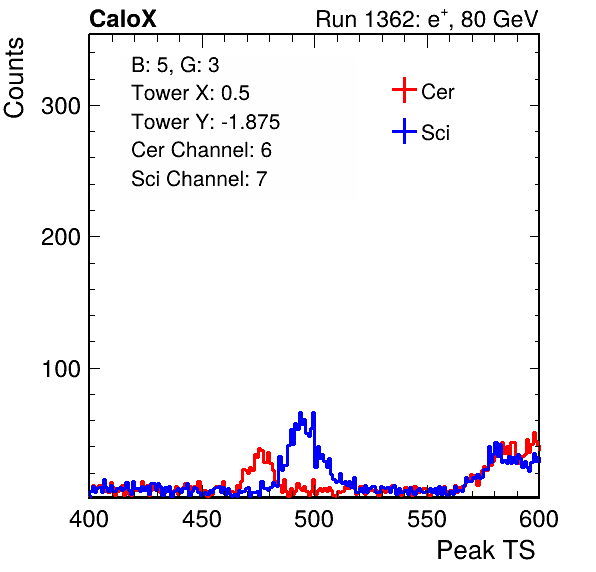 CaloX
Run 1362: e+, 80 GeV
Counts
B: 5, G: 3
Tower X: 0.5
Tower Y: -1.875
Cer Channel: 6
Sci Channel: 7
Cer
Sci
300
200
100
400 450 500 550 600
Peak TS